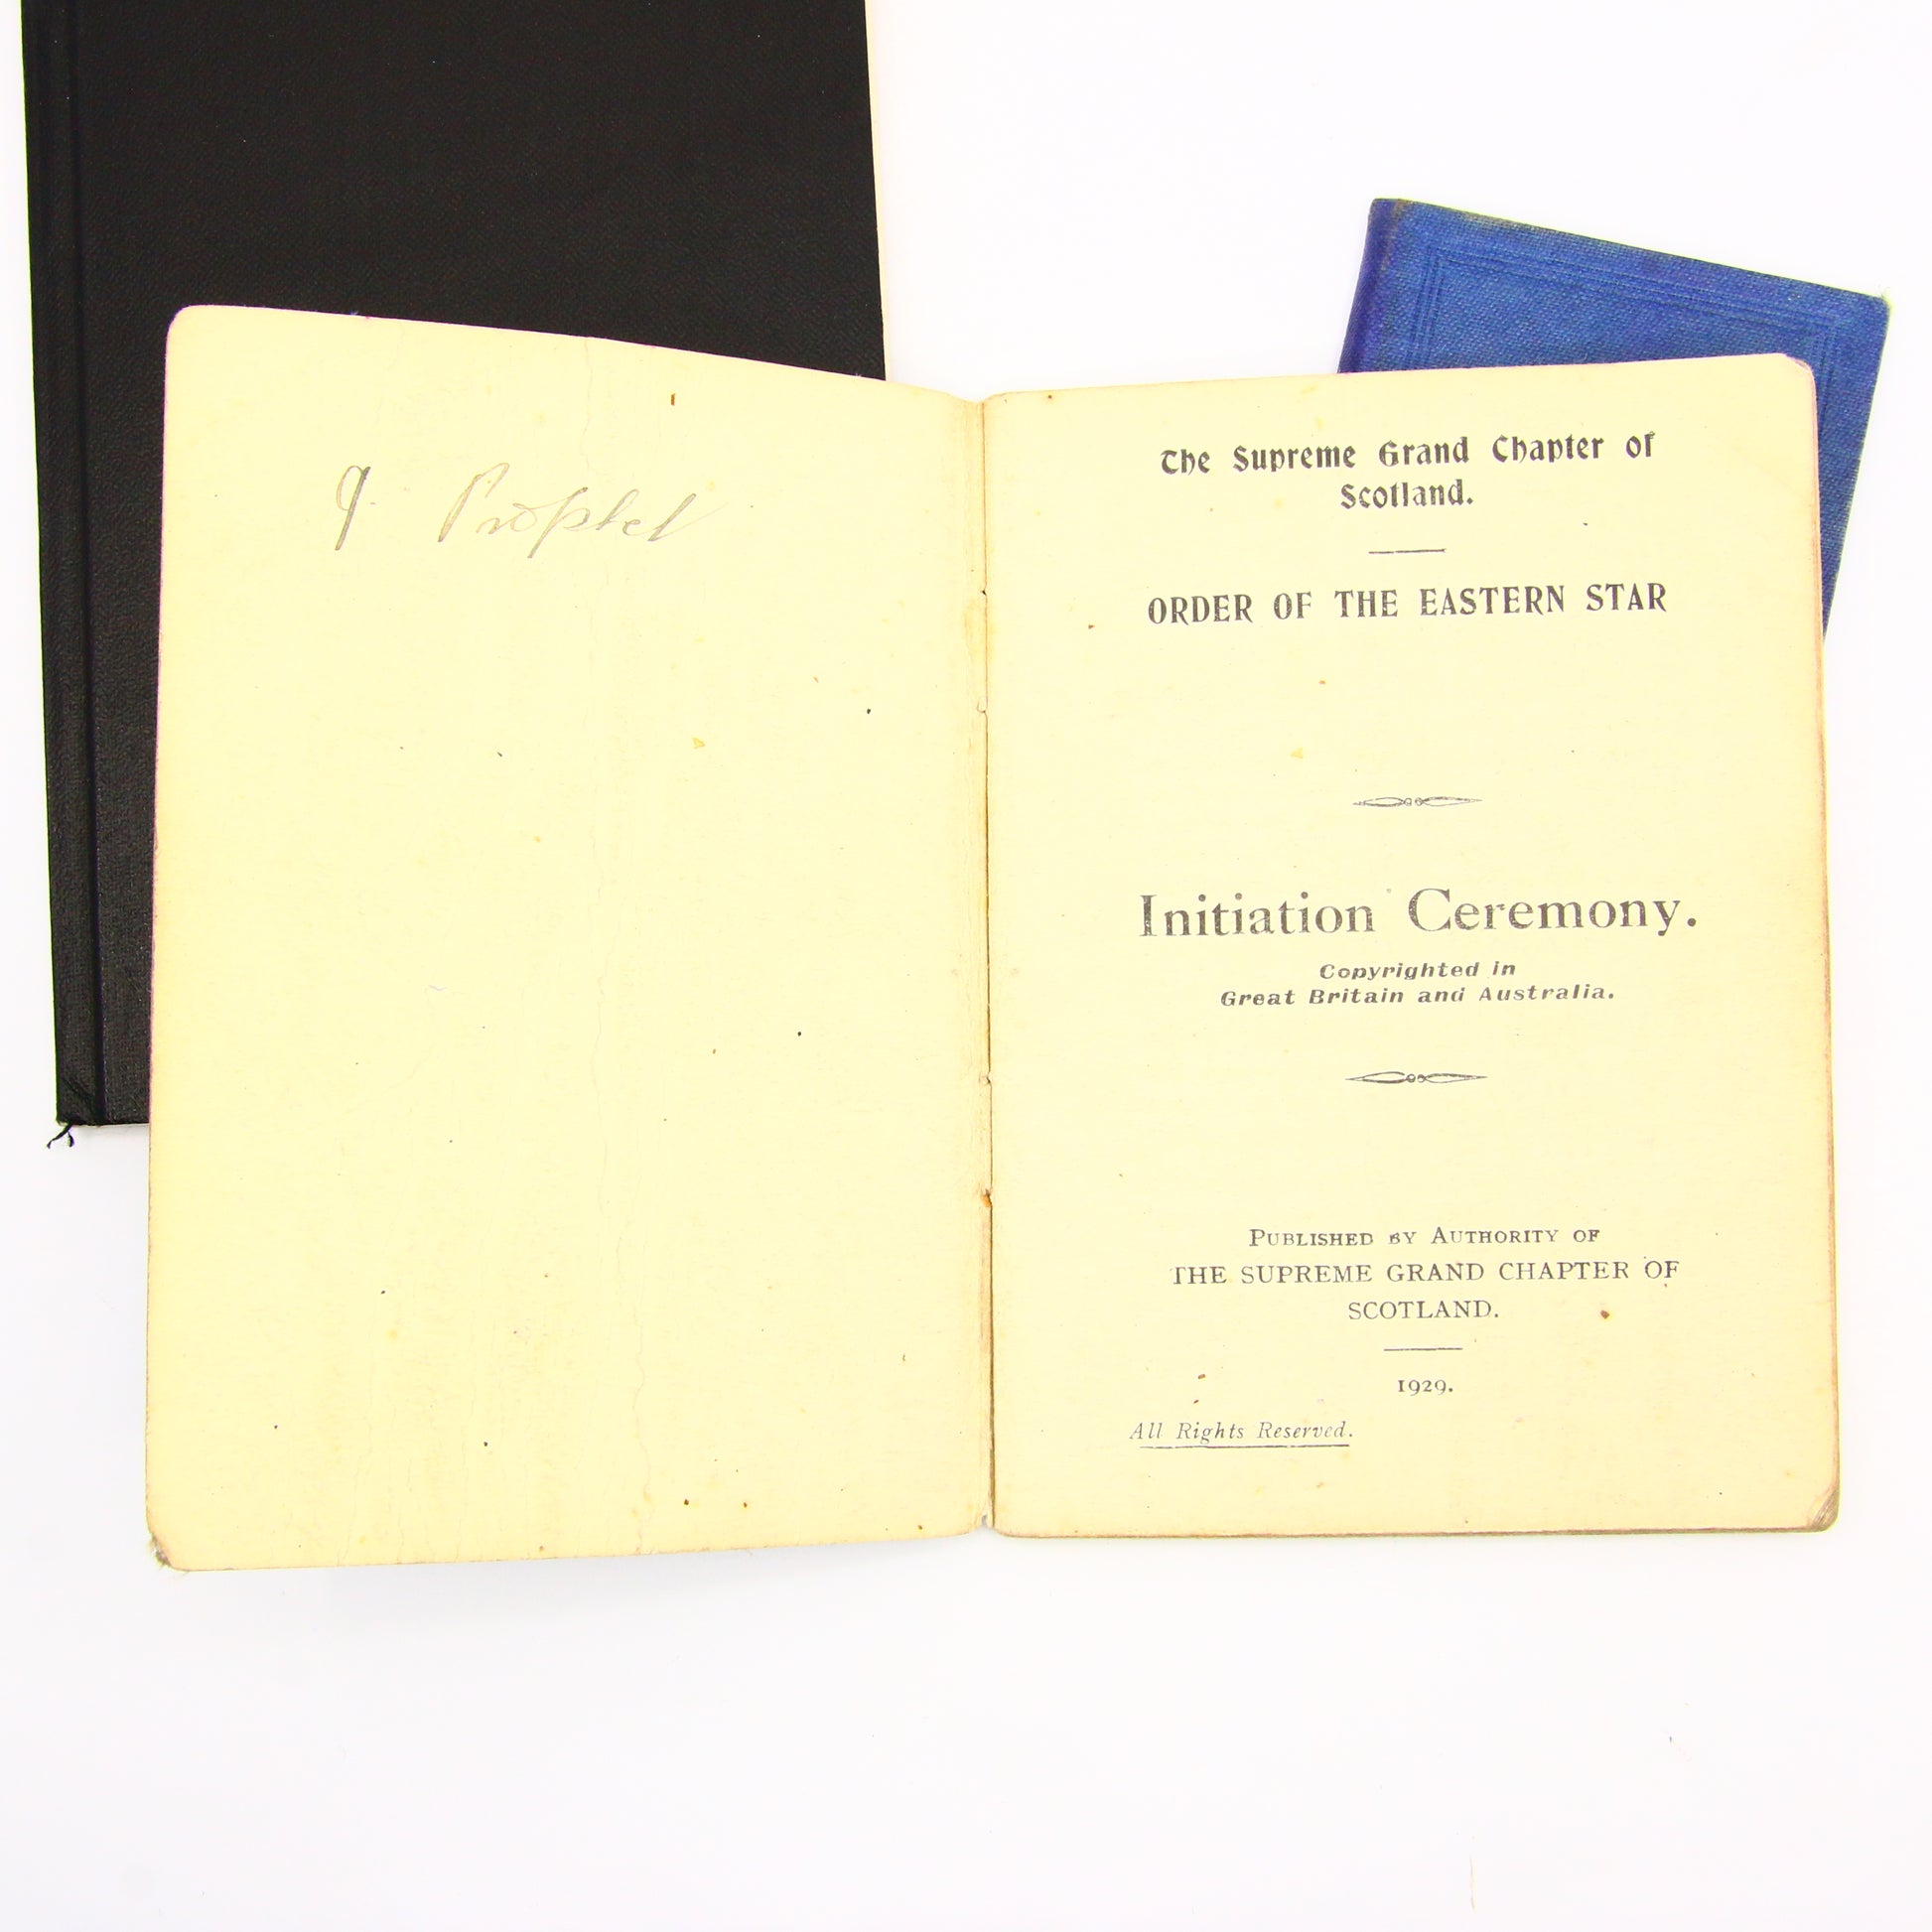 J. Prophet
The Supreme Grand Chapter of
Scotland.
ORDER OF THE EASTERN STAR
Initiation Ceremony.
Copyrighted in
Great Britain and Australia.
PUBLISHED BY AUTHORITY OF
THE SUPREME GRAND CHAPTER OF
SCOTLAND.
1929.
All Rights Reserved.